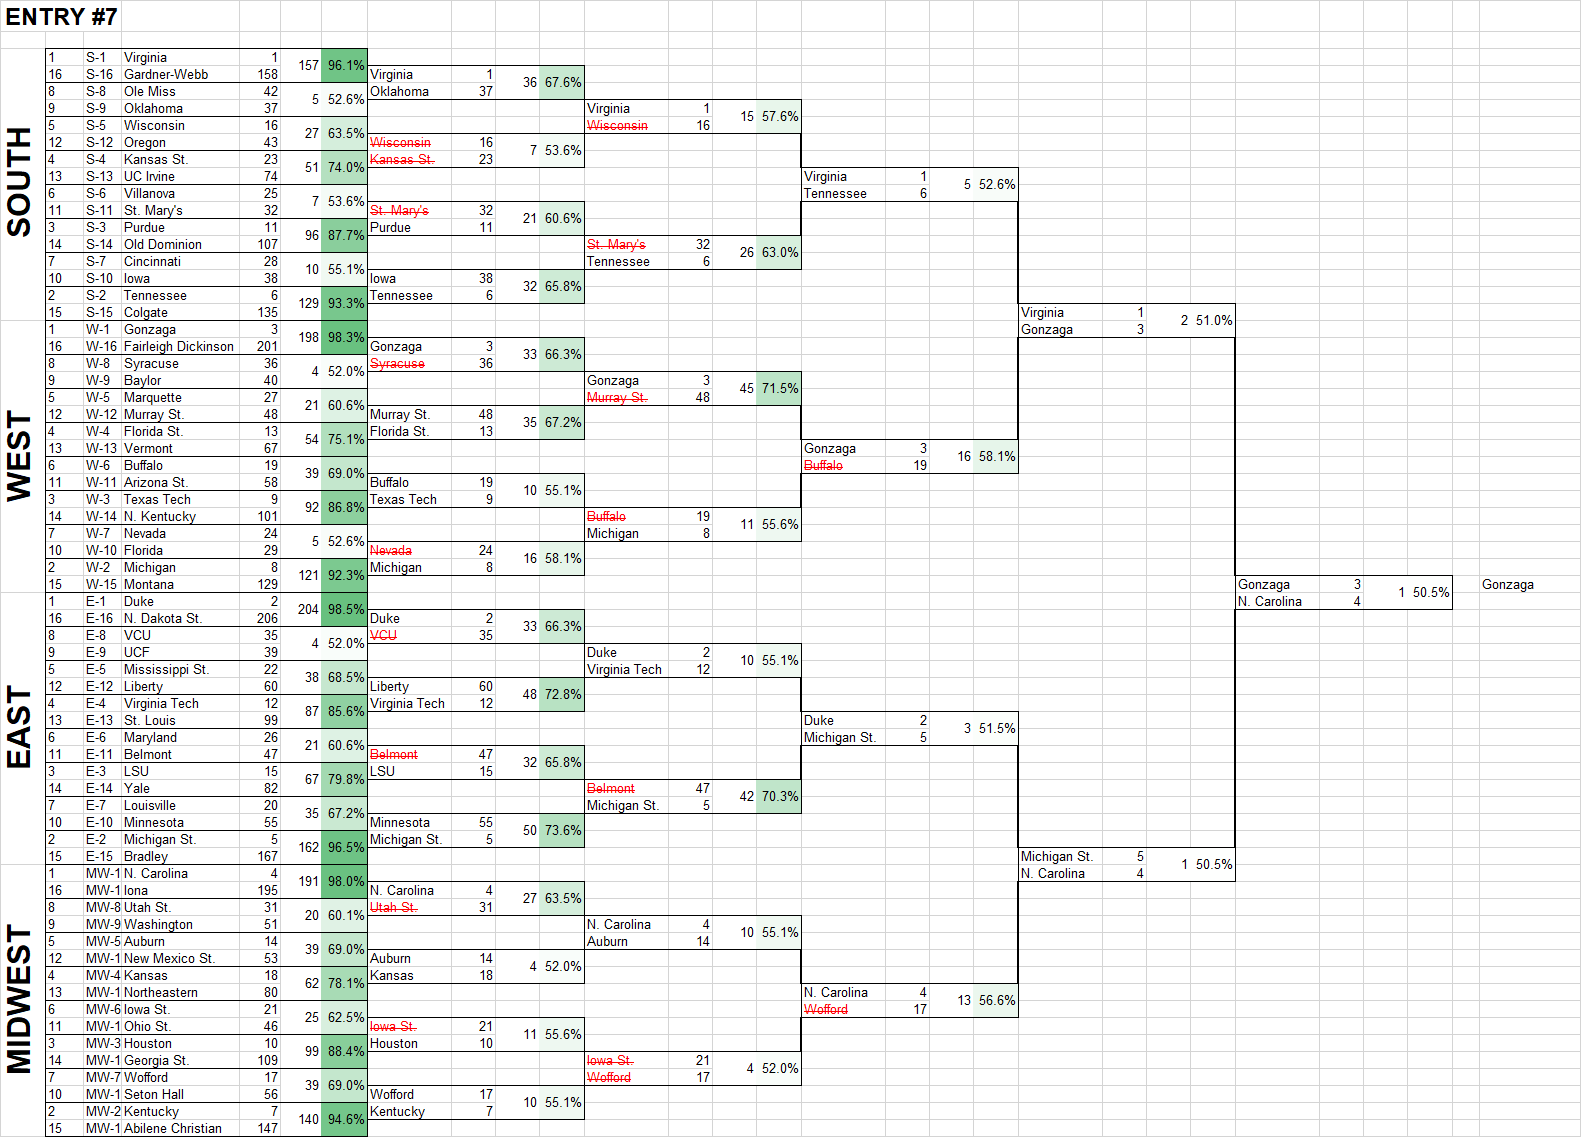 ENTRY #7
SOUTH
1 S-1 Virginia 1
157 96.1%
16 S-16 Gardner-Webb 158
8 S-8 Ole Miss 42
5 52.6%
9 S-9 Oklahoma 37
5 S-5 Wisconsin 16
27 63.5%
12 S-12 Oregon 43
4 S-4 Kansas St. 23
51 74.0%
13 S-13 UC Irvine 74
6 S-6 Villanova 25
7 53.6%
11 S-11 St. Mary's 32
3 S-3 Purdue 11
96 87.7%
14 S-14 Old Dominion 107
7 S-7 Cincinnati 28
10 55.1%
10 S-10 Iowa 38
2 S-2 Tennessee 6
129 93.3%
15 S-15 Colgate 135
WEST
1 W-1 Gonzaga 3
198 98.3%
16 W-16 Fairleigh Dickinson 201
8 W-8 Syracuse 36
4 52.0%
9 W-9 Baylor 40
5 W-5 Marquette 27
21 60.6%
12 W-12 Murray St. 48
4 W-4 Florida St. 13
54 75.1%
13 W-13 Vermont 67
6 W-6 Buffalo 19
39 69.0%
11 W-11 Arizona St. 58
3 W-3 Texas Tech 9
92 86.8%
14 W-14 N. Kentucky 101
7 W-7 Nevada 24
5 52.6%
10 W-10 Florida 29
2 W-2 Michigan 8
121 92.3%
15 W-15 Montana 129
EAST
1 E-1 Duke 2
204 98.5%
16 E-16 N. Dakota St. 206
8 E-8 VCU 35
4 52.0%
9 E-9 UCF 39
5 E-5 Mississippi St. 22
38 68.5%
12 E-12 Liberty 60
4 E-4 Virginia Tech 12
87 85.6%
13 E-13 St. Louis 99
6 E-6 Maryland 26
21 60.6%
11 E-11 Belmont 47
3 E-3 LSU 15
67 79.8%
14 E-14 Yale 82
7 E-7 Louisville 20
35 67.2%
10 E-10 Minnesota 55
2 E-2 Michigan St. 5
162 96.5%
15 E-15 Bradley 167
MIDWEST
1 MW-1 N. Carolina 4
191 98.0%
16 MW-1 Iona 195
8 MW-8 Utah St. 31
20 60.1%
9 MW-9 Washington 51
5 MW-5 Auburn 14
39 69.0%
12 MW-1 New Mexico St. 53
4 MW-4 Kansas 18
62 78.1%
13 MW-1 Northeastern 80
6 MW-6 Iowa St. 21
25 62.5%
11 MW-1 Ohio St. 46
3 MW-3 Houston 10
99 88.4%
14 MW-1 Georgia St. 109
7 MW-7 Wofford 17
39 69.0%
10 MW-1 Seton Hall 56
2 MW-2 Kentucky 7
140 94.6%
15 MW-1 Abilene Christian 147
Virginia 1
36 67.6%
Oklahoma 37
Wisconsin 16
7 53.6%
Kansas St. 23
St. Mary's 32
21 60.6%
Purdue 11
Iowa 38
32 65.8%
Tennessee 6
Gonzaga 3
33 66.3%
Syracuse 36
Murray St. 48
35 67.2%
Florida St. 13
Buffalo 19
10 55.1%
Texas Tech 9
Nevada 24
16 58.1%
Michigan 8
Duke 2
33 66.3%
VCU 35
Liberty 60
48 72.8%
Virginia Tech 12
Belmont 47
32 65.8%
LSU 15
Minnesota 55
50 73.6%
Michigan St. 5
N. Carolina 4
27 63.5%
Utah St. 31
Auburn 14
4 52.0%
Kansas 18
Iowa St. 21
11 55.6%
Houston 10
Wofford 17
10 55.1%
Kentucky 7
Virginia 1
15 57.6%
Wisconsin 16
St. Mary's 32
26 63.0%
Tennessee 6
Gonzaga 3
45 71.5%
Murray St. 48
Buffalo 19
11 55.6%
Michigan 8
Duke 2
10 55.1%
Virginia Tech 12
Belmont 47
42 70.3%
Michigan St. 5
N. Carolina 4
10 55.1%
Auburn 14
Iowa St. 21
4 52.0%
Wofford 17
Virginia 1
5 52.6%
Tennessee 6
Gonzaga 3
16 58.1%
Buffalo 19
Duke 2
3 51.5%
Michigan St. 5
N. Carolina 4
13 56.6%
Wofford 17
Virginia 1
2 51.0%
Gonzaga 3
Michigan St. 5
1 50.5%
N. Carolina 4
Gonzaga 3
1 50.5%
N. Carolina 4
Gonzaga